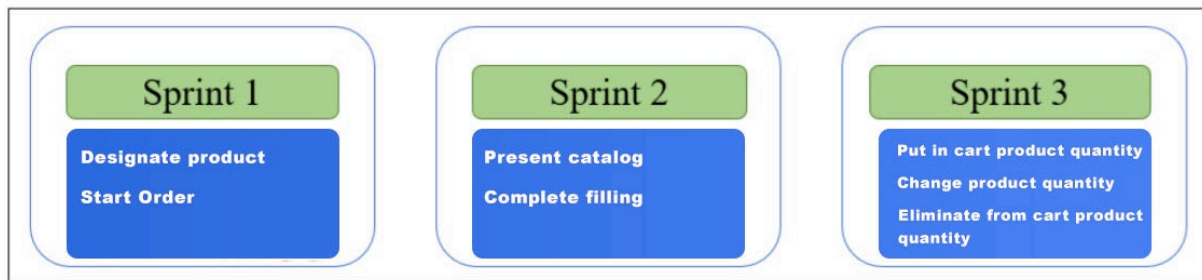 Sprint 1
Designate product
Start Order
Sprint 2
Present catalog
Complete filling
Sprint 3
Put in cart product quantity
Change product quantity
Eliminate from cart product
quantity